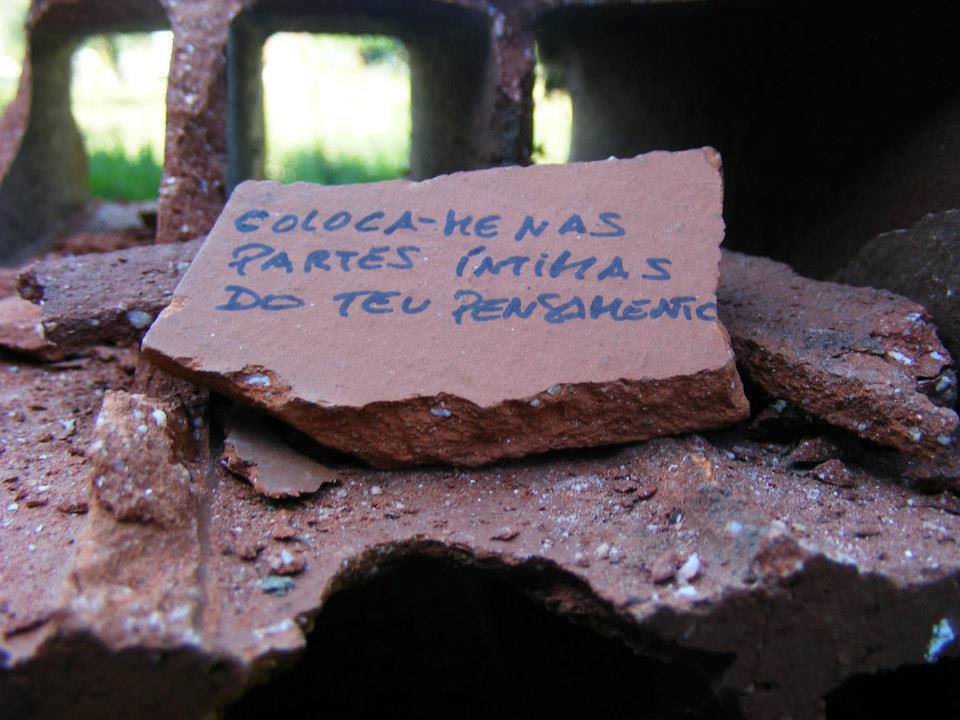 COLOCA-ME NAS
PARTES ÍNTIMAS
DO TEU PENSAMENTO